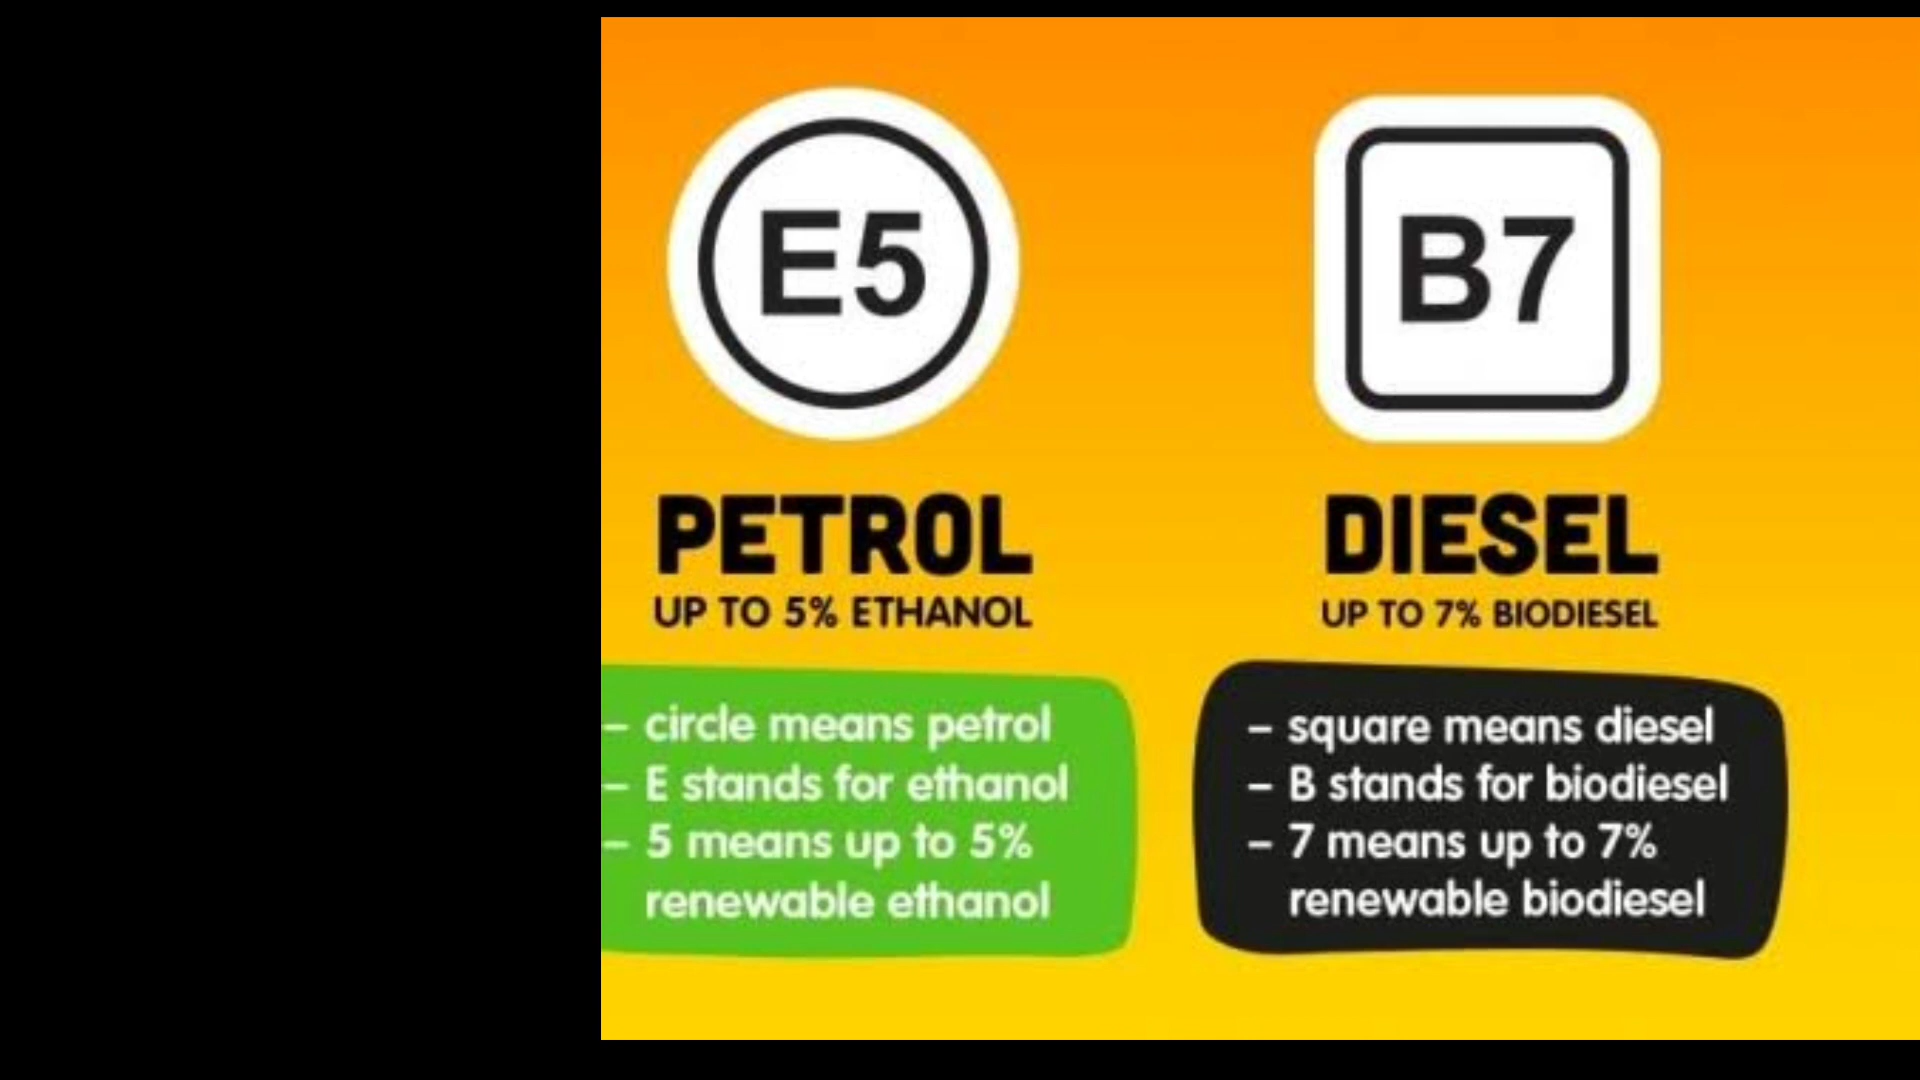 E5
PETROL
UP TO 5% ETHANOL
– circle means petrol
– E stands for ethanol
– 5 means up to 5%
renewable ethanol
B7
DIESEL
UP TO 7% BIODIESEL
– square means diesel
– B stands for biodiesel
– 7 means up to 7%
renewable biodiesel